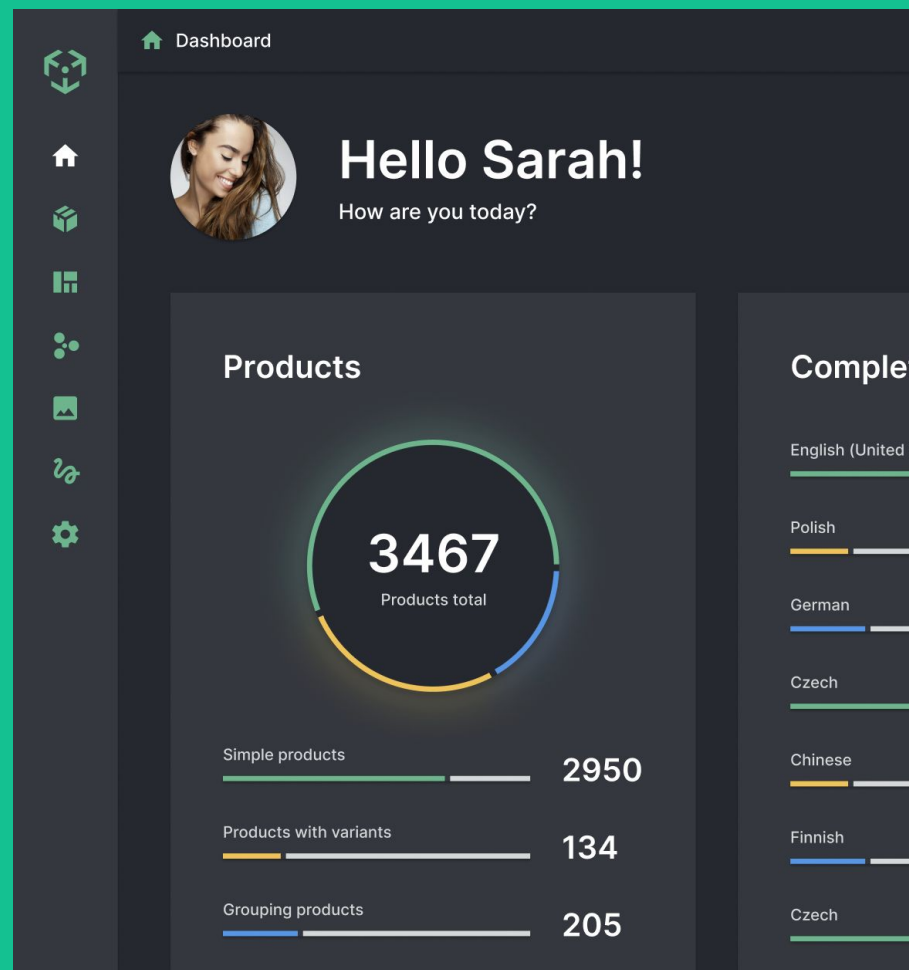 Dashboard
Hello Sarah!
How are you today?
Products
3467
Products total
Simple products
2950
Products with variants
134
Grouping products
205
English (United
Polish
German
Czech
Chinese
Finnish
Czech